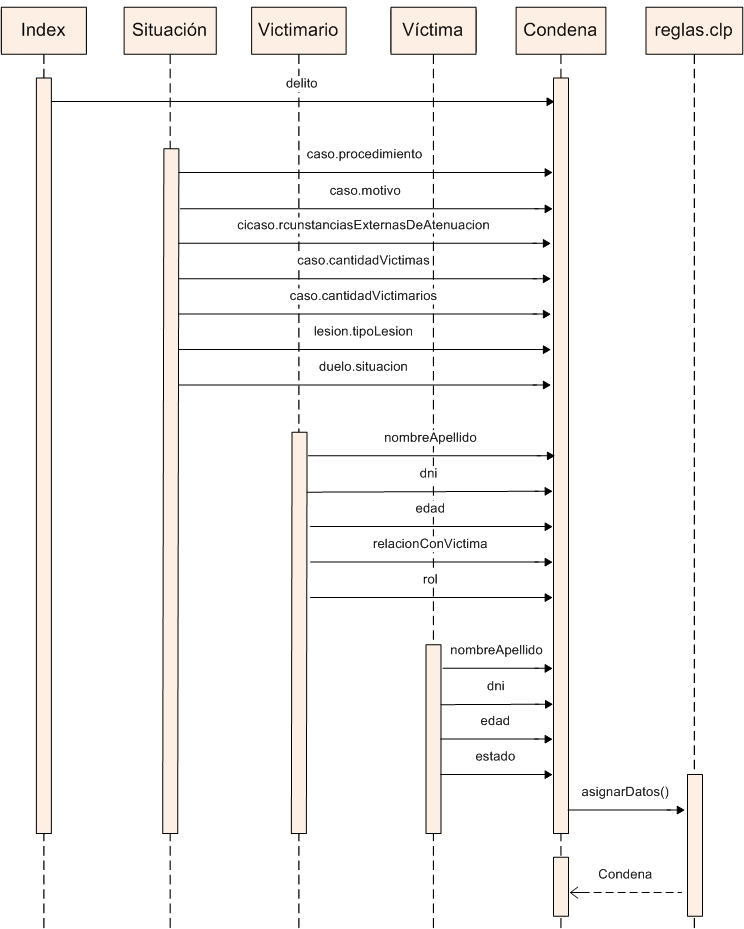 Index
Situación
Victimario
Víctima
Condena
reglas.clp
delito
caso.procedimiento
caso.motivo
cicaso.rcunstanciasExternasDeAtenuacion
caso.cantidadVictimas
caso.cantidadVictimarios
lesion.tipoLesion
duelo.situacion
nombreApellido
dni
edad
relacionConVictima
rol
nombreApellido
dni
edad
estado
asignarDatos()
Condena